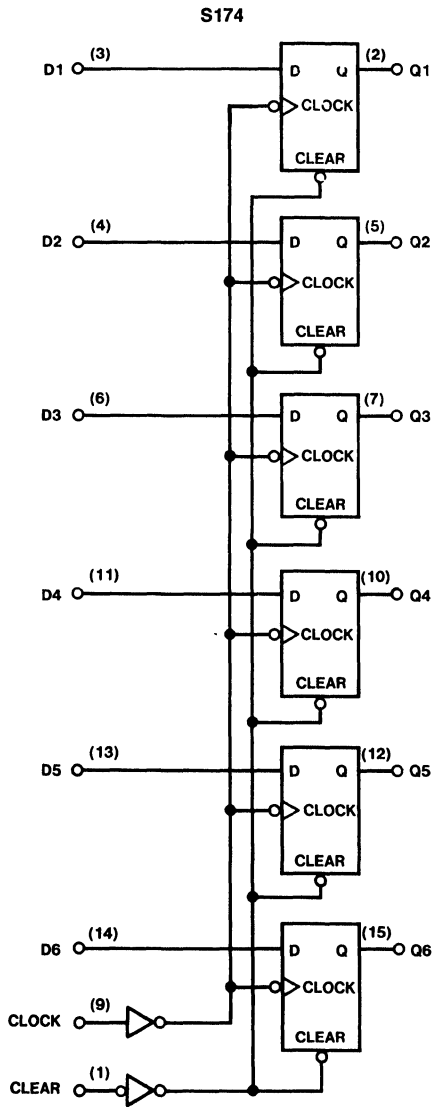 S174
D1 (3) D Q (2) Q1
CLOCK
CLEAR
D2 (4) D Q (5) Q2
CLOCK
CLEAR
D3 (6) D Q (7) Q3
CLOCK
CLEAR
D4 (11) D Q (10) Q4
CLOCK
CLEAR
D5 (13) D Q (12) Q5
CLOCK
CLEAR
D6 (14) D Q (15) Q6
CLOCK
CLOCK (9)
CLEAR
CLEAR (1)